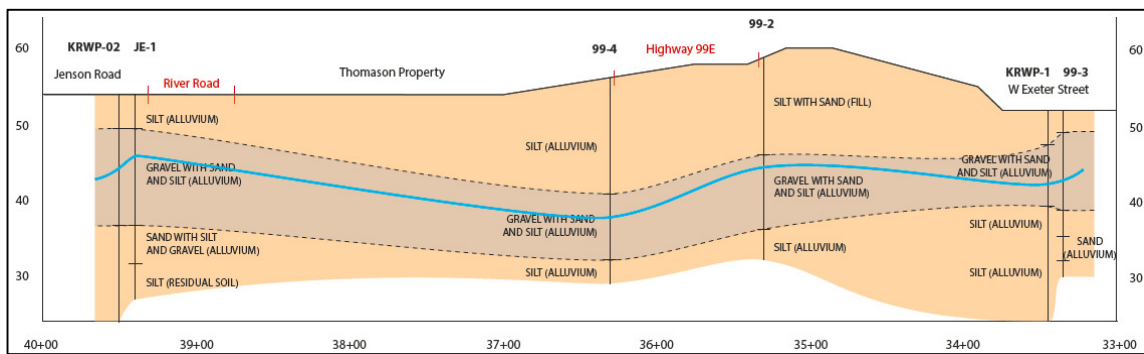 99-2
60
KRWP-02 JE-1
99-4
Highway 99E
60
Jenson Road
River Road
Thomason Property
KRWP-1 99-3
W Exeter Street
SILT WITH SAND (FILL)
50
SILT (ALLUVIUM)
50
SILT (ALLUVIUM)
GRAVEL WITH SAND
AND SILT (ALLUVIUM)
GRAVEL WITH SAND
AND SILT (ALLUVIUM)
GRAVEL WITH SAND
AND SILT (ALLUVIUM)
40
40
GRAVEL WITH SAND
AND SILT (ALLUVIUM)
SILT (ALLUVIUM)
SAND WITH SILT
AND GRAVEL (ALLUVIUM)
SILT (ALLUVIUM)
SAND
(ALLUVIUM)
30
SILT (RESIDUAL SOIL)
SILT (ALLUVIUM)
SILT (ALLUVIUM)
30
40+00
39+00
38+00
37+00
36+00
35+00
34+00
33+00